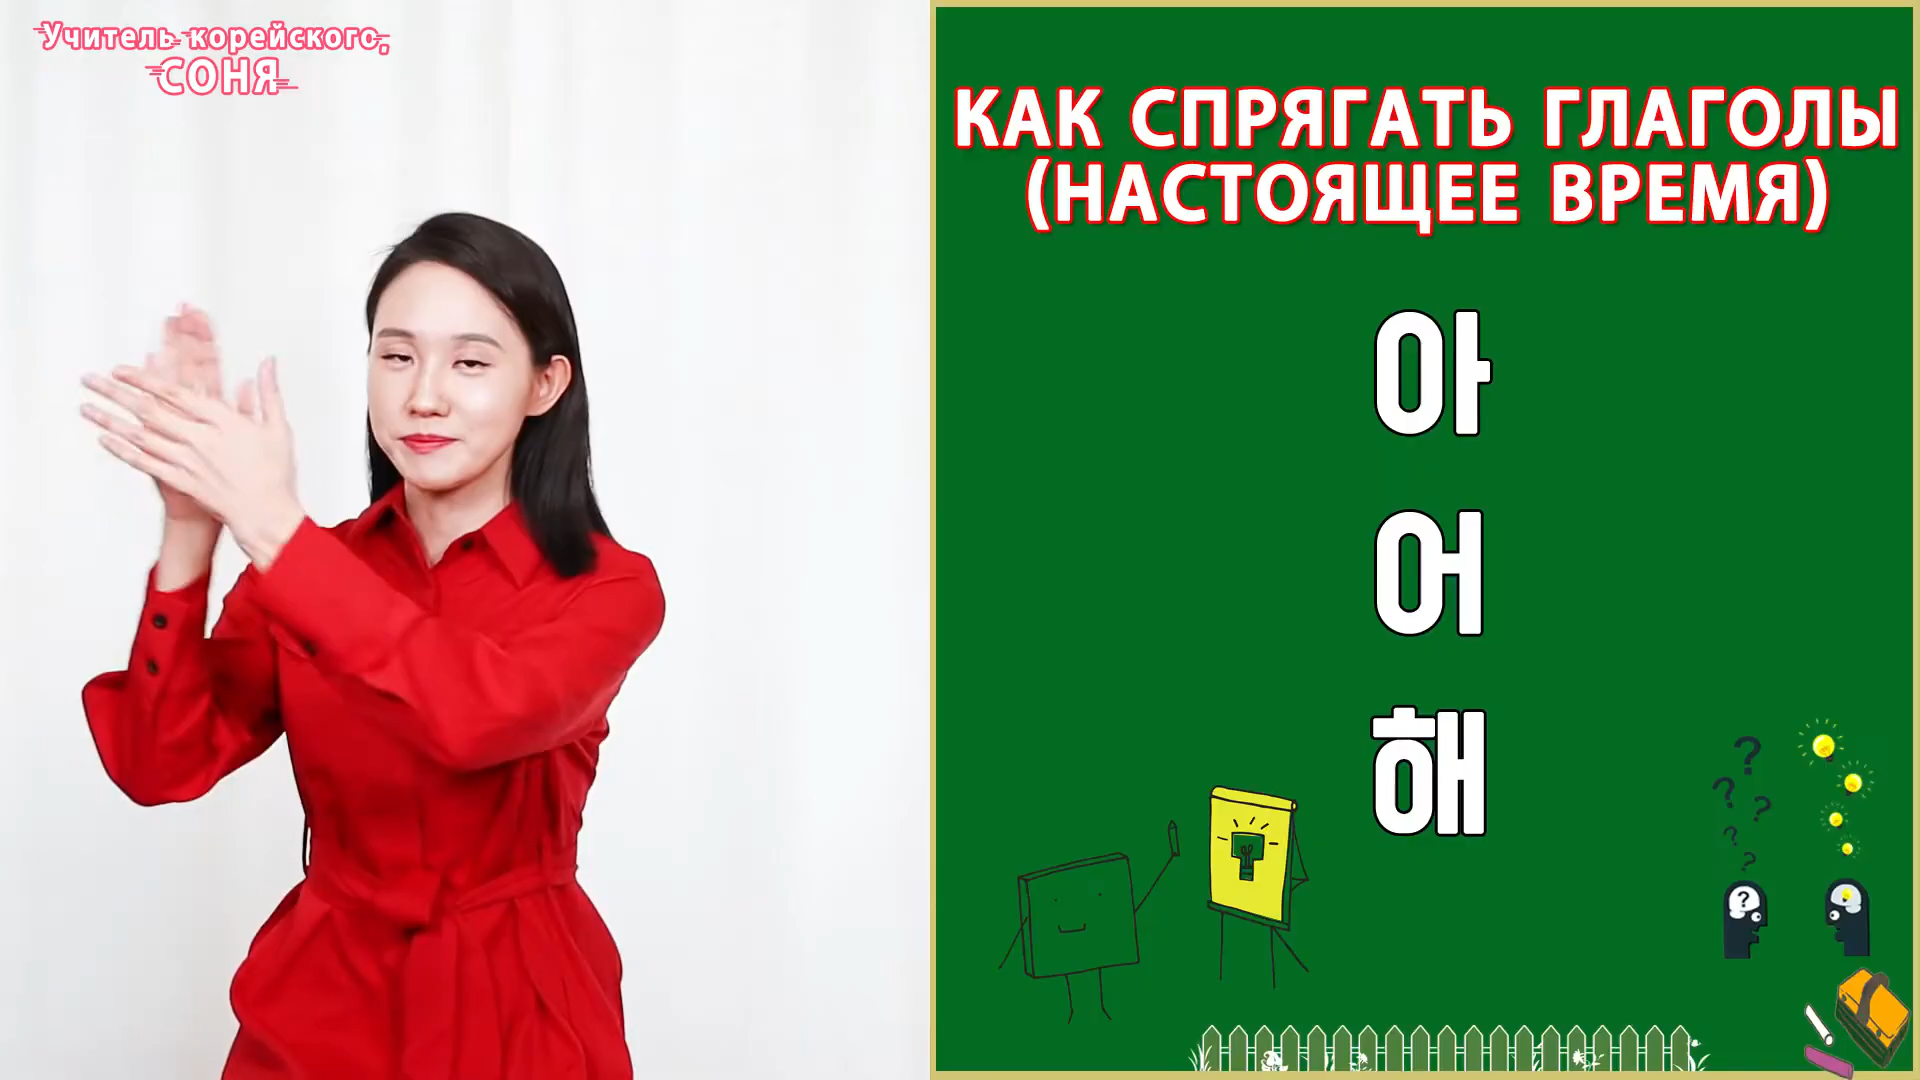 Учитель корейского,
СОНЯ
КАК СПРЯГАТЬ ГЛАГОЛЫ
(НАСТОЯЩЕЕ ВРЕМЯ)
아
어
해